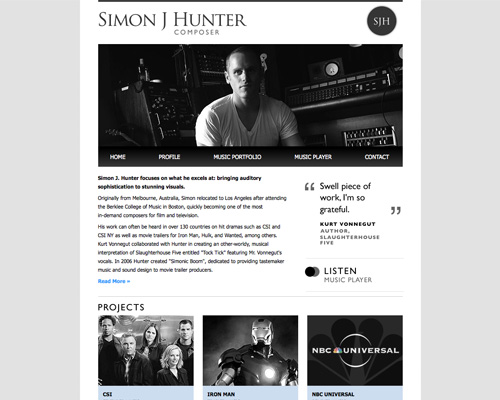 SIMON J HUNTER
COMPOSER
SJH
HOME PROFILE MUSIC PORTFOLIO MUSIC PLAYER CONTACT
Simon J. Hunter focuses on what he excels at: bringing auditory
sophistication to stunning visuals.
Originally from Melbourne, Australia, Simon relocated to Los Angeles after attending
the Berklee College of Music in Boston, quickly becoming one of the most
in-demand composers for film and television.
His work can often be heard in over 130 countries on hit dramas such as CSI and
CSI NY as well as movie trailers for Iron Man, Hulk, and Wanted, among others.
Kurt Vonnegut collaborated with Hunter in creating an other-worldy, musical
interpretation of Slaughterhouse Five entitled "Tock Tick" featuring Mr. Vonnegut's
voice. In 2006 Hunter created "Simonic Boom", dedicated to providing tastemaker
music and sound design to movie trailer producers.
Read More »
“ Swell piece of
work, I'm so
grateful. ”
KURT VONNEGUT
AUTHOR,
SLAUGHTERHOUSE
FIVE
LISTEN
MUSIC PLAYER
PROJECTS
NBC UNIVERSAL
CSI
IRON MAN
NBC UNIVERSAL